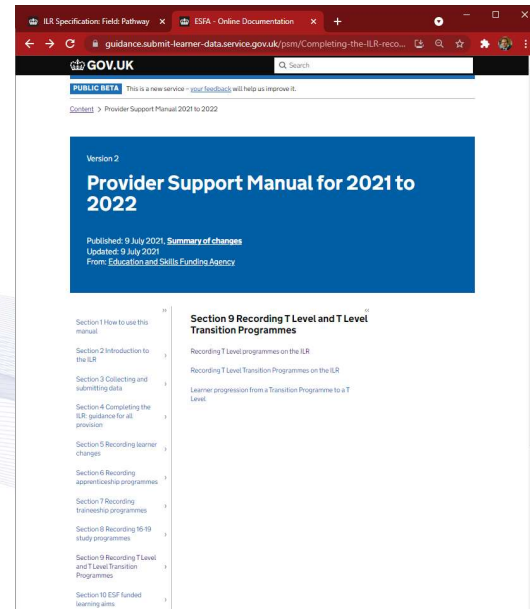 ILR Specification: Field: Pathway
ESFA - Online Documentation
guidance.submit-learner-data.service.gov.uk/psm/Completing-the-ILR-reco...
GOV.UK
Search
PUBLIC BETA This is a new service – your feedback will help us improve it.
Content > Provider Support Manual 2021 to 2022
Version 2
Provider Support Manual for 2021 to
2022
Published: 9 July 2021, Summary of changes
Updated: 9 July 2021
From: Education and Skills Funding Agency
Section 1 How to use this
manual
Section 2 Introduction to
the ILR
Section 3 Collecting and
submitting data
Section 4 Completing the
ILR: guidance for all
provision
Section 5 Recording learner
changes
Section 6 Recording
apprenticeship programmes
Section 7 Recording
traineeship programmes
Section 8 Recording 16-19
study programmes
Section 9 Recording T Level
and T Level Transition
Programmes
Section 10 ESF funded
learning aims
Section 9 Recording T Level and T Level
Transition Programmes
Recording T Level programmes on the ILR
Recording T Level Transition Programmes on the ILR
Learner progression from a Transition Programme to a T
Level